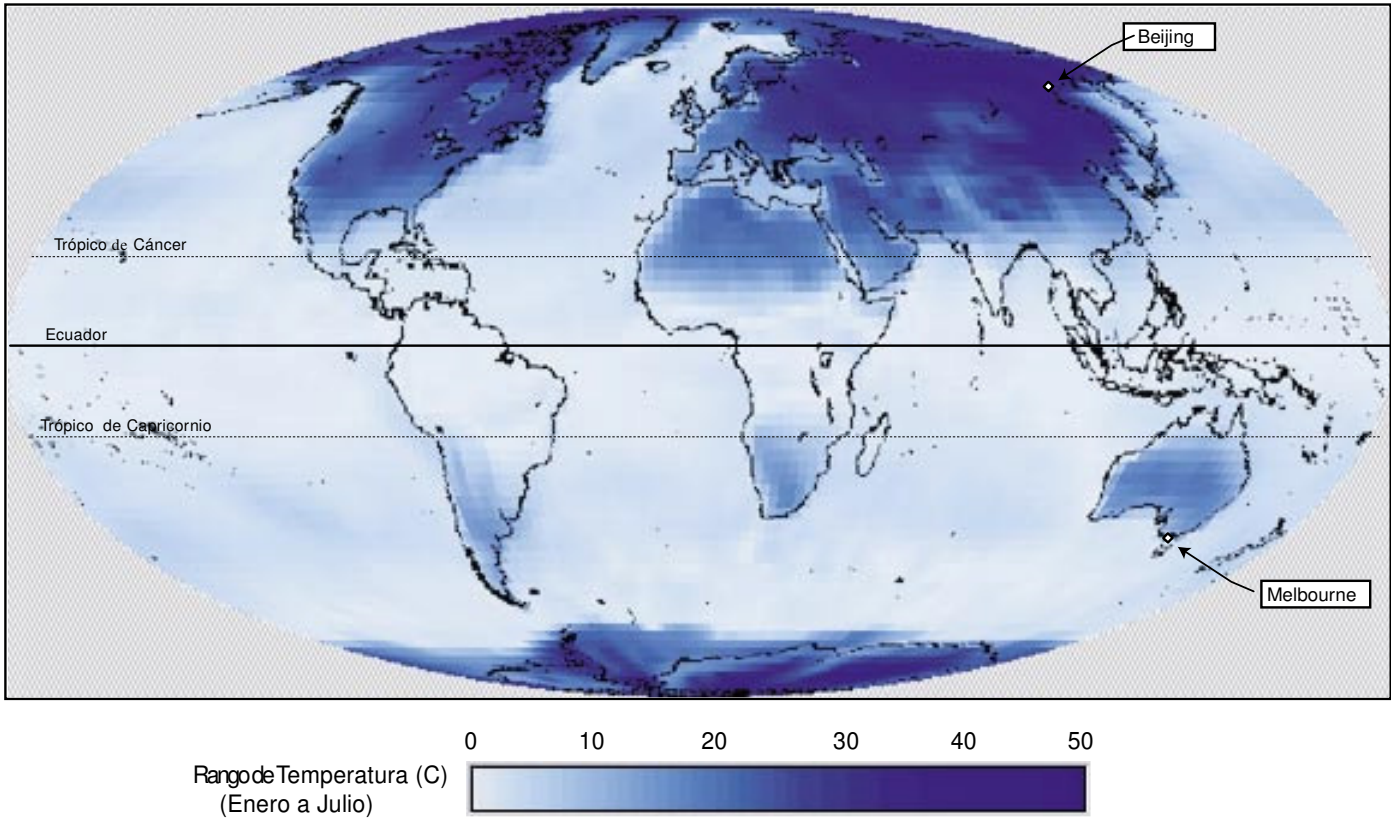 Beijing
Trópico de Cáncer
Ecuador
Trópico de Capricornio
Melbourne
0 10 20 30 40 50
Rango de Temperatura (C)
(Enero a Julio)